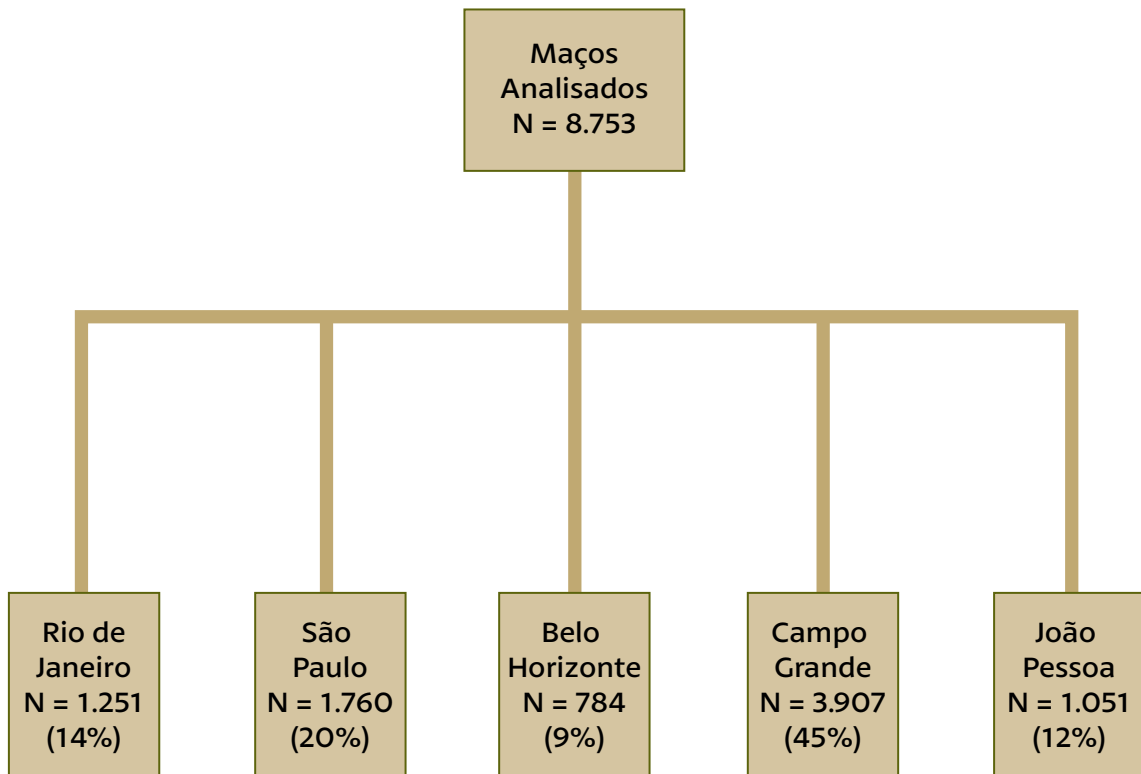 Maços
Analisados
N = 8.753
Rio de
Janeiro
N = 1.251
(14%)
São
Paulo
N = 1.760
(20%)
Belo
Horizonte
N = 784
(9%)
Campo
Grande
N = 3.907
(45%)
João
Pessoa
N = 1.051
(12%)